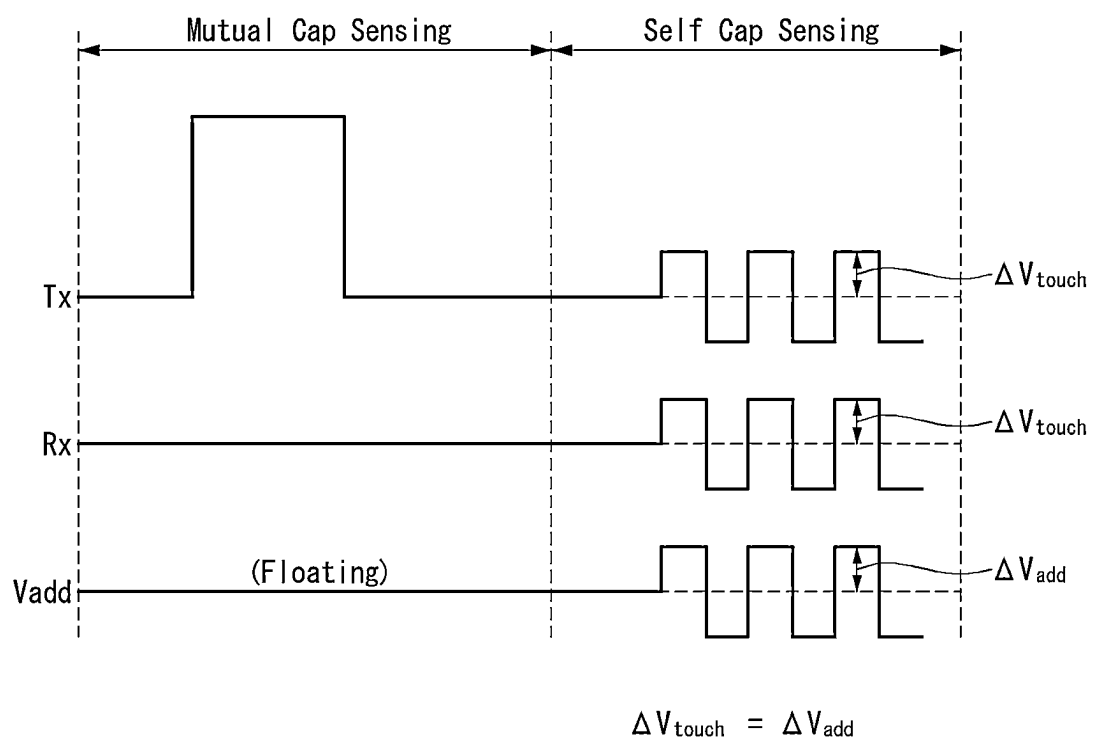 Mutual Cap Sensing
Self Cap Sensing
Tx
ΔVtouch
Rx
ΔVtouch
Vadd
(Floating)
ΔVadd
ΔVtouch = ΔVadd